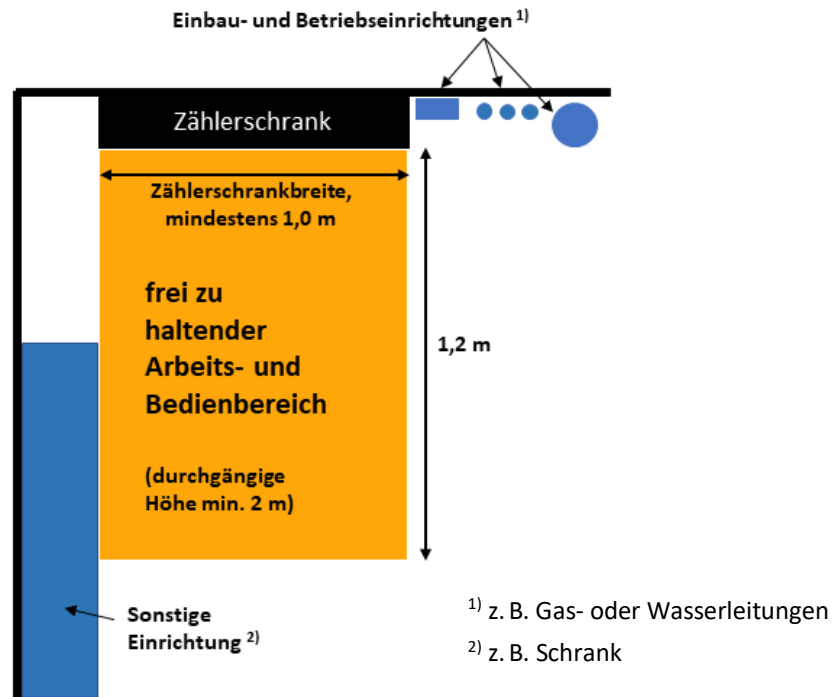 Einbau- und Betriebseinrichtungen 1)
Zählerschrank
Zählerschrankbreite,
mindestens 1,0 m
frei zu
haltender
Arbeits- und
Bedienbereich
1,2 m
(durchgängige
Höhe min. 2 m)
Sonstige
Einrichtung 2)
1) z. B. Gas- oder Wasserleitungen
2) z. B. Schrank